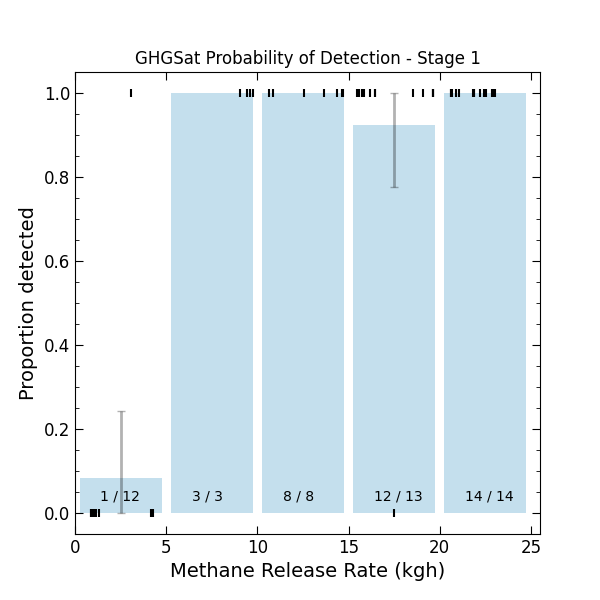 GHGSat Probability of Detection - Stage 1
1.0
0.8
0.6
0.4
0.2
0.0
Proportion detected
1 / 12
3 / 3
8 / 8
12 / 13
14 / 14
0
5
10
15
20
25
Methane Release Rate (kgh)